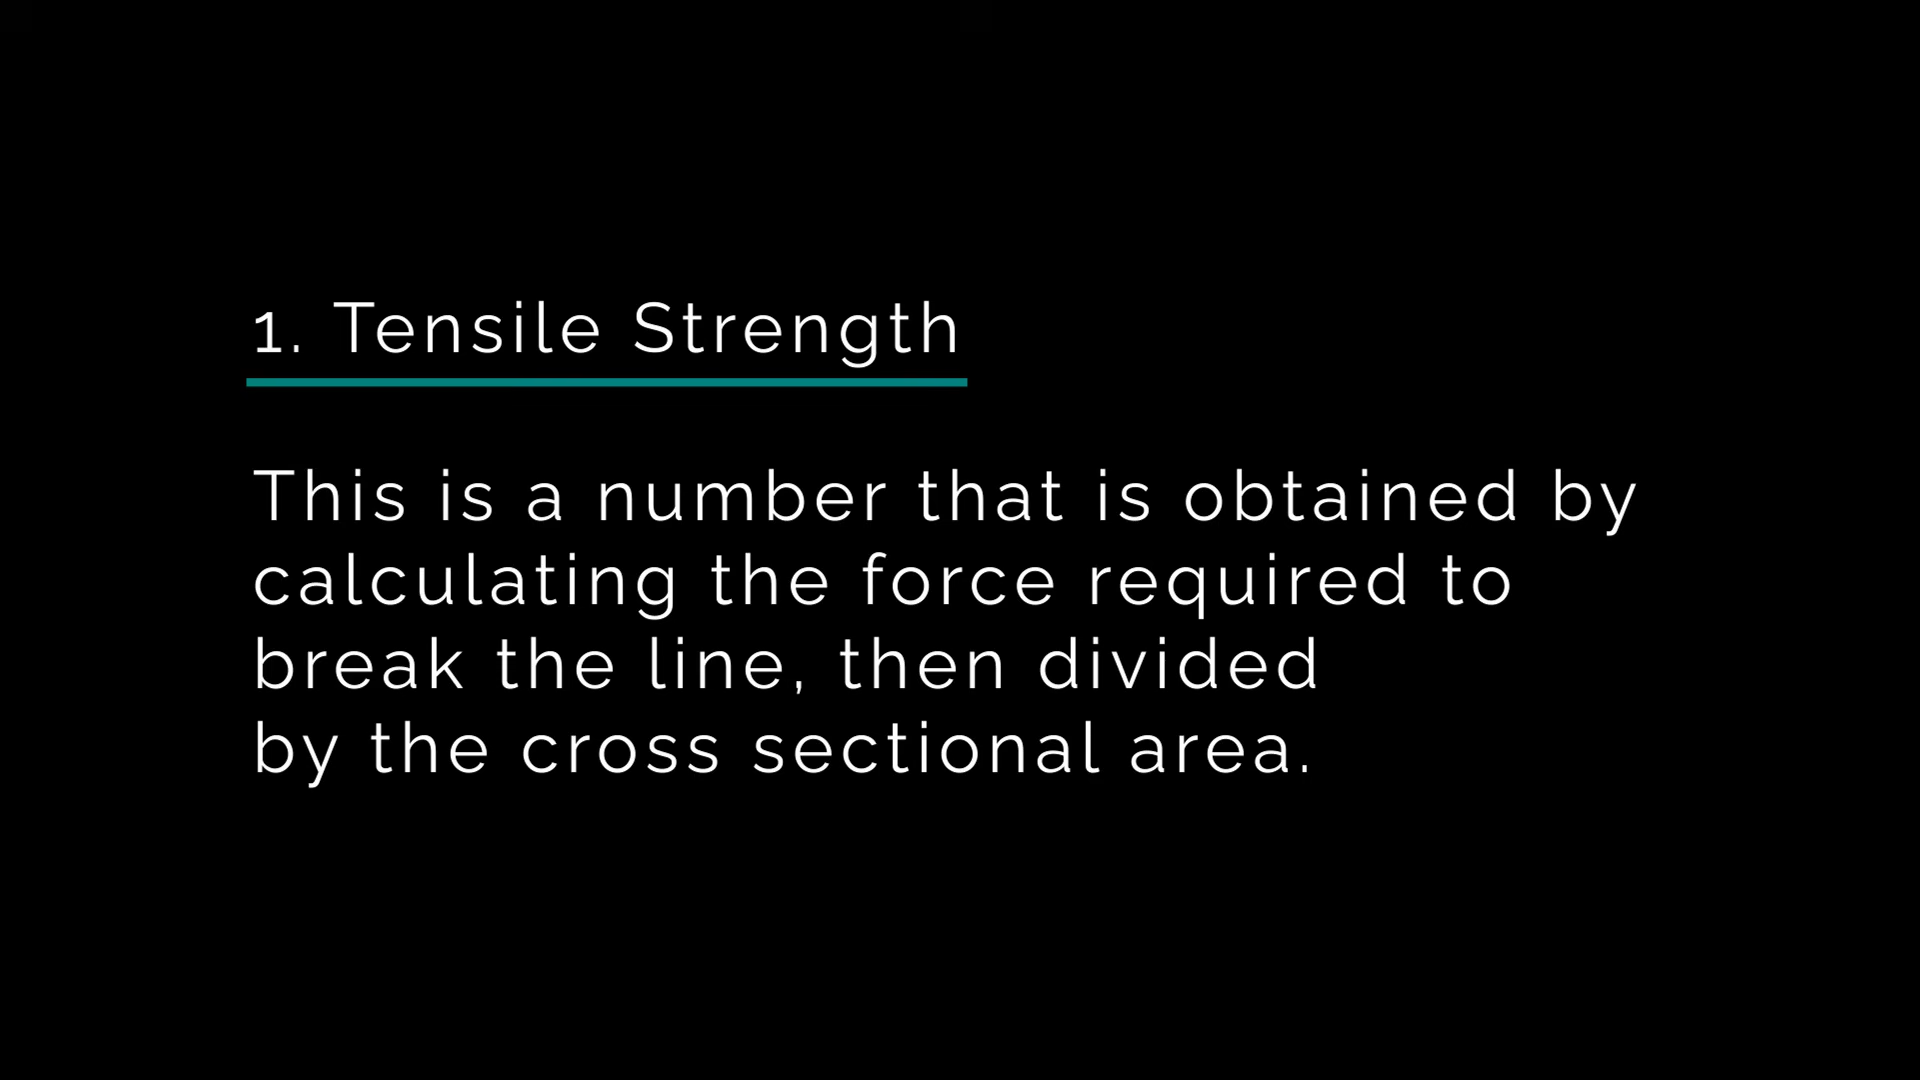 1. Tensile Strength
This is a number that is obtained by
calculating the force required to
break the line, then divided
by the cross sectional area.